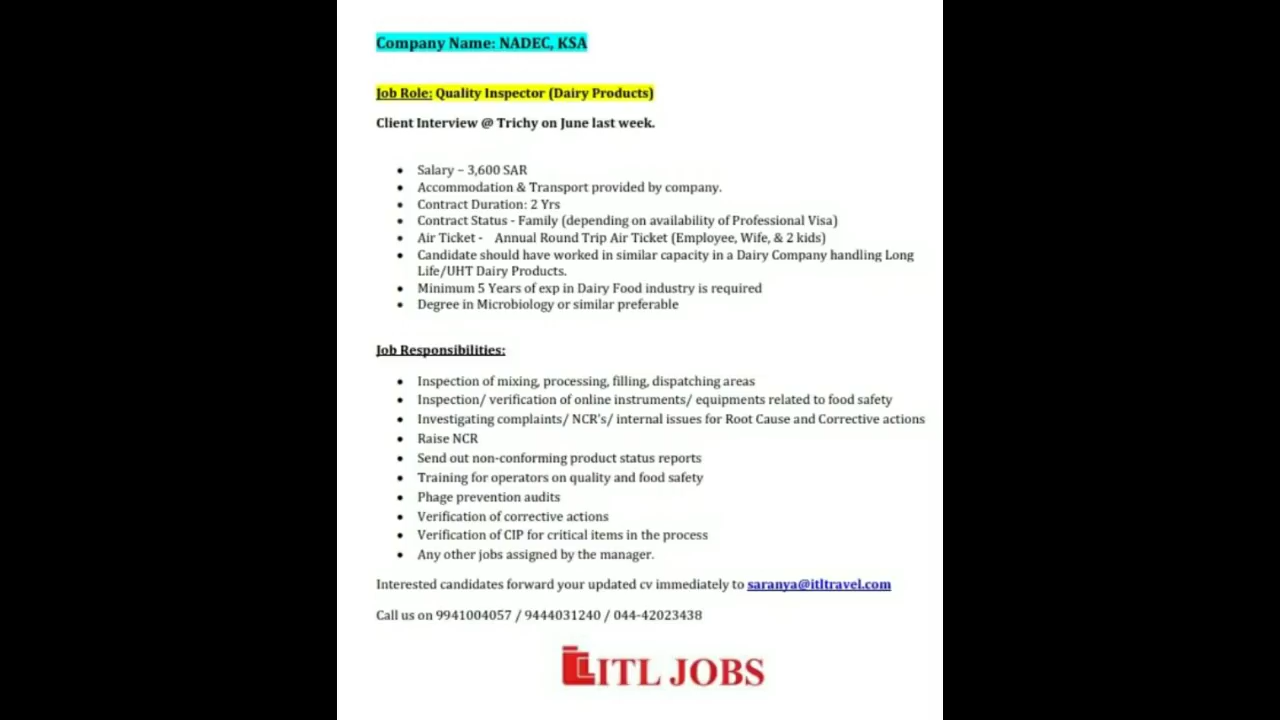 Company Name: NADEC, KSA
Job Role: Quality Inspector (Dairy Products)
Client Interview @ Trichy on June last week.
• Salary – 3,600 SAR
• Accommodation & Transport provided by company.
• Contract Duration: 2 Yrs
• Contract Status - Family (depending on availability of Professional Visa)
• Air Ticket - Annual Round Trip Air Ticket (Employee, Wife, & 2 kids)
• Candidate should have worked in similar capacity in a Dairy Company handling Long
Life/UHT Dairy Products.
• Minimum 5 Years of exp in Dairy Food industry is required
• Degree in Microbiology or similar preferable
Job Responsibilities:
• Inspection of mixing, processing, filling, dispatching areas
• Inspection/ verification of online instruments/ equipments related to food safety
• Investigating complaints/ NCR's/ internal issues for Root Cause and Corrective actions
• Raise NCR
• Send out non-conforming product status reports
• Training for operators on quality and food safety
• Phage prevention audits
• Verification of corrective actions
• Verification of CIP for critical items in the process
• Any other jobs assigned by the manager.
Interested candidates forward your updated cv immediately to saranya@itltravel.com
Call us on 9941004057 / 9444031240 / 044-42023438
ITL JOBS